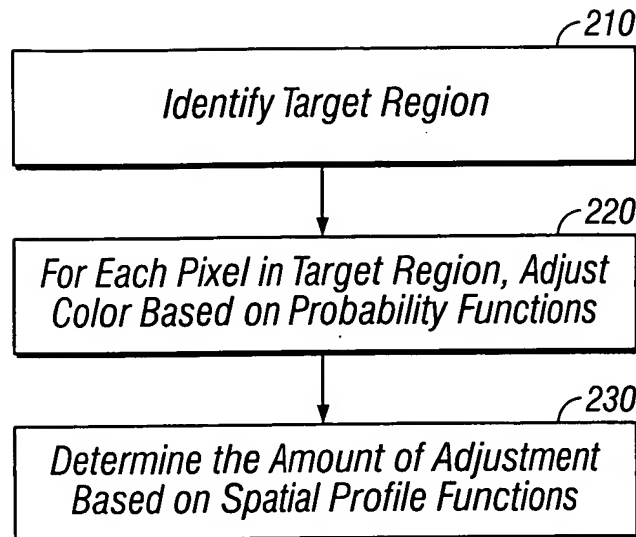 210
Identify Target Region
220
For Each Pixel in Target Region, Adjust
Color Based on Probability Functions
230
Determine the Amount of Adjustment
Based on Spatial Profile Functions